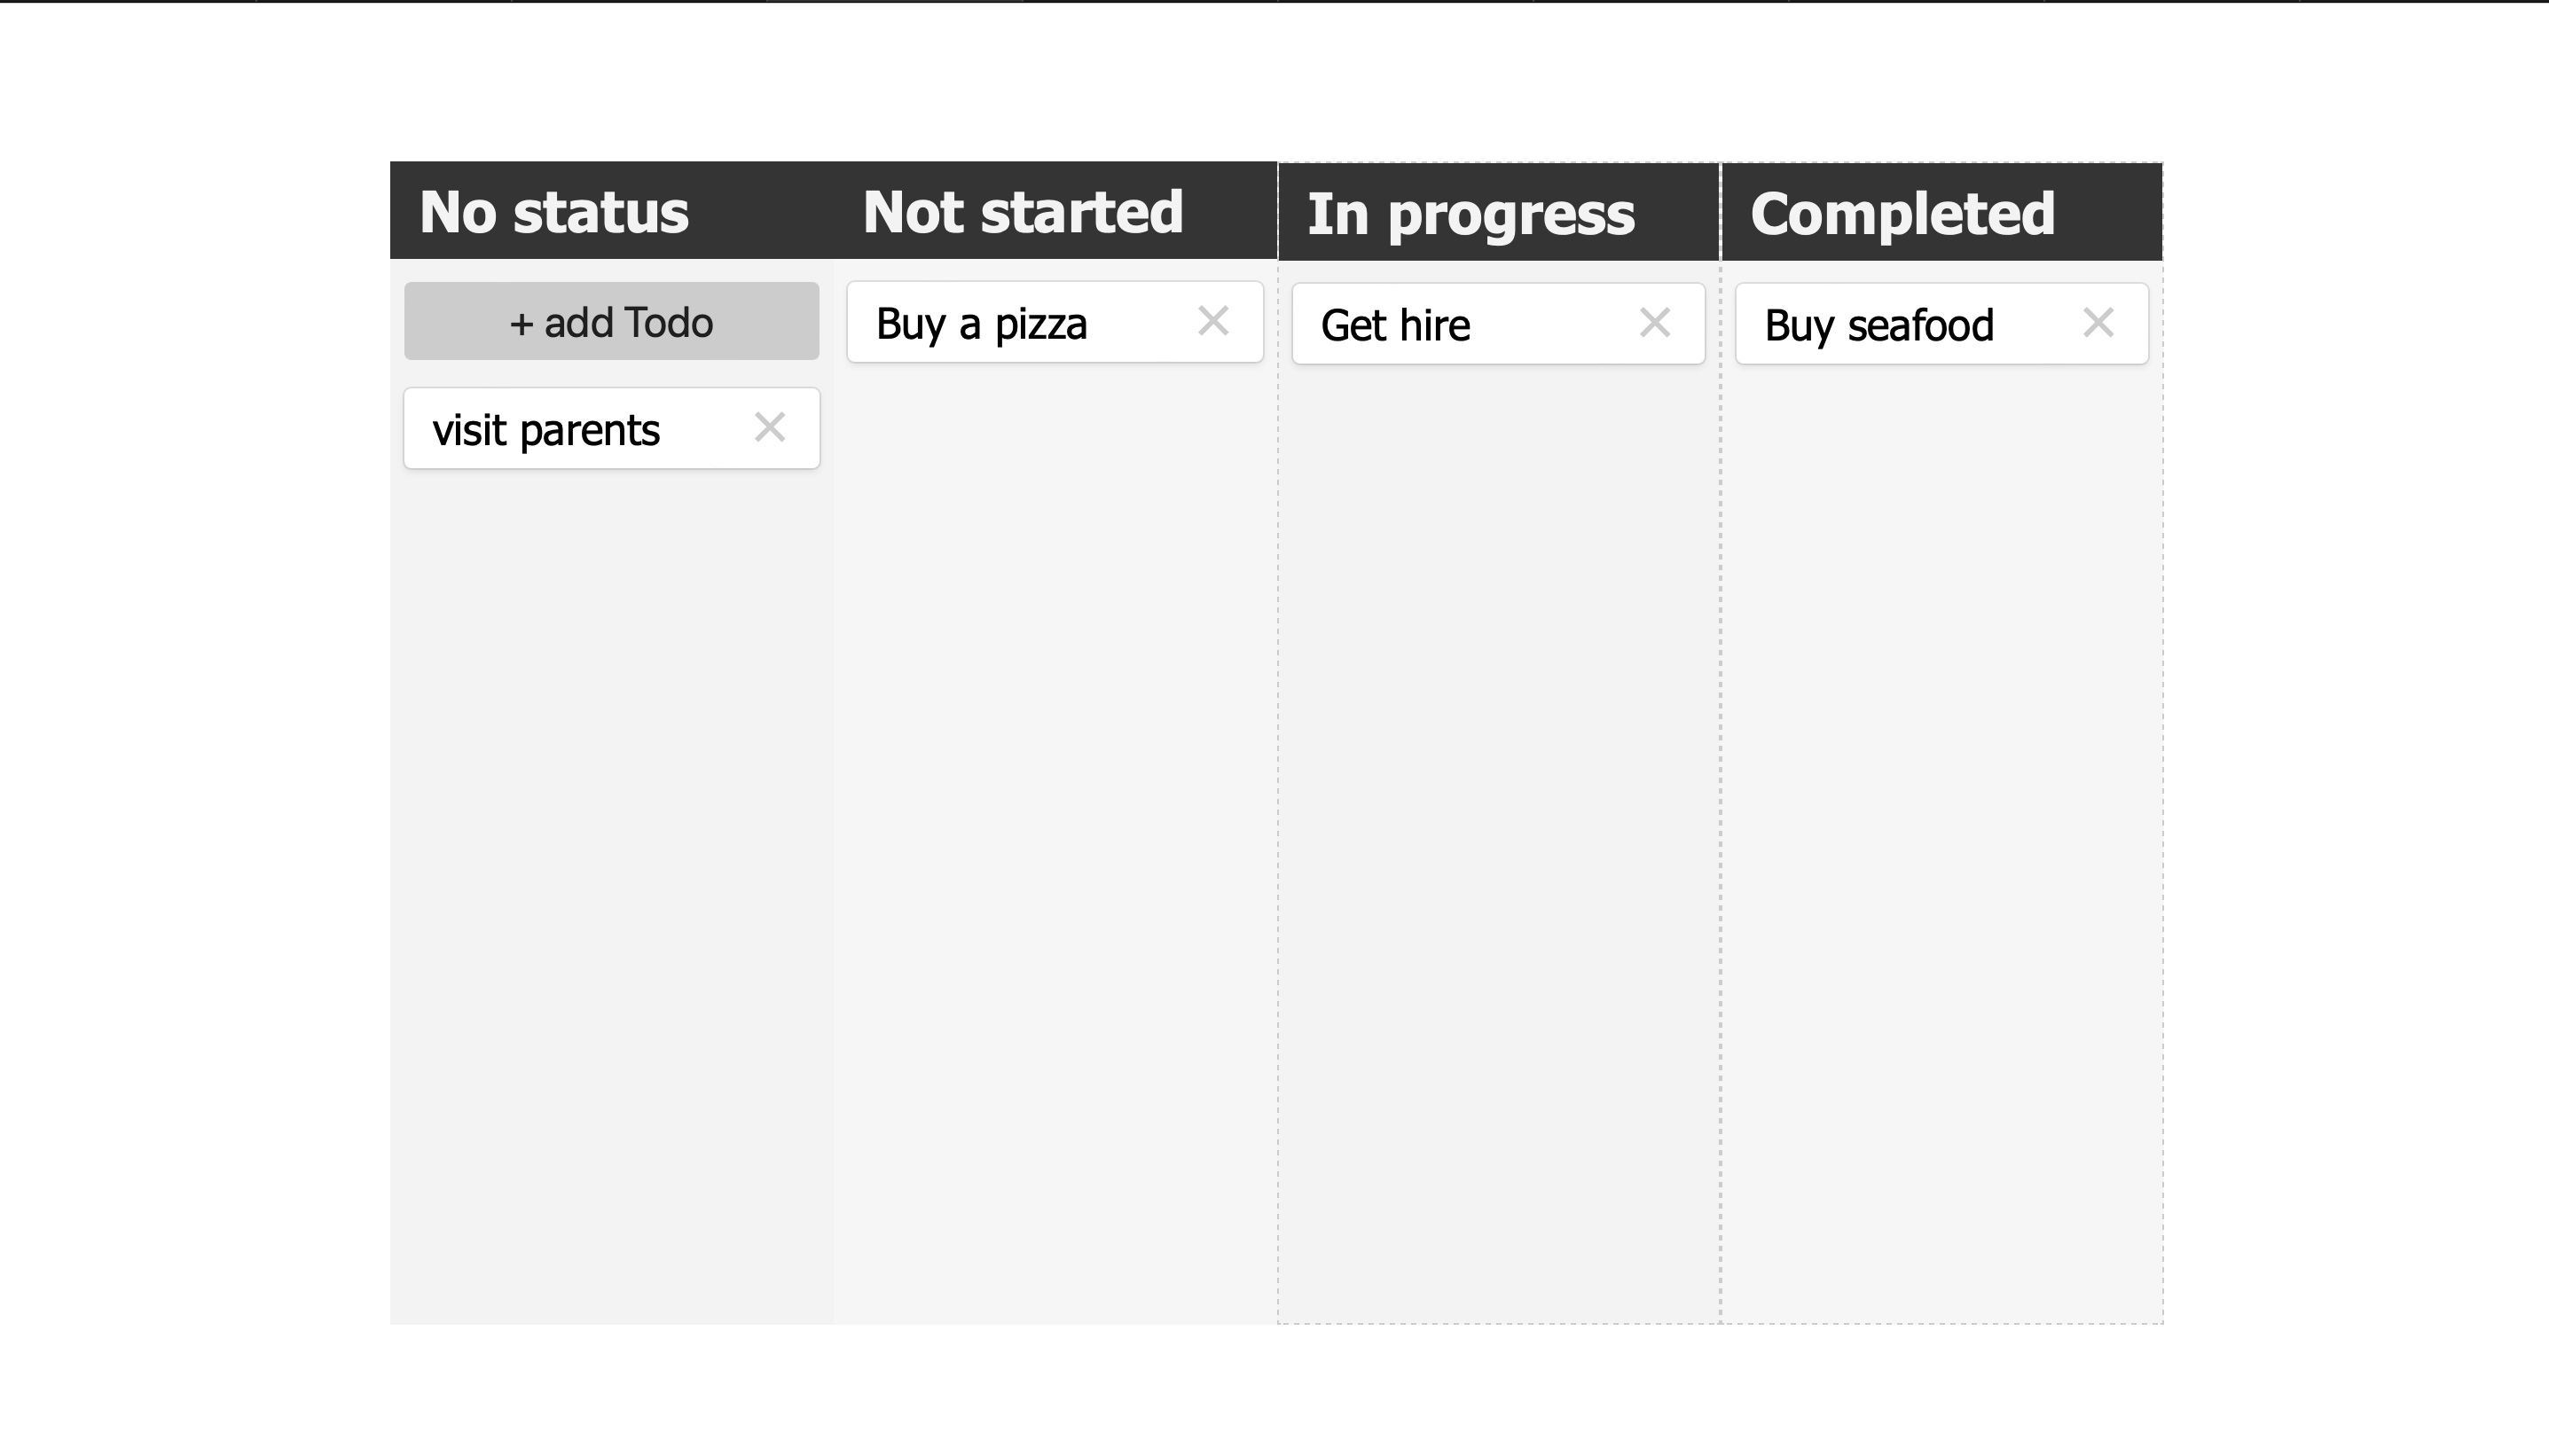 No status
+ add Todo
visit parents
Not started
Buy a pizza
In progress
Get hire
Completed
Buy seafood